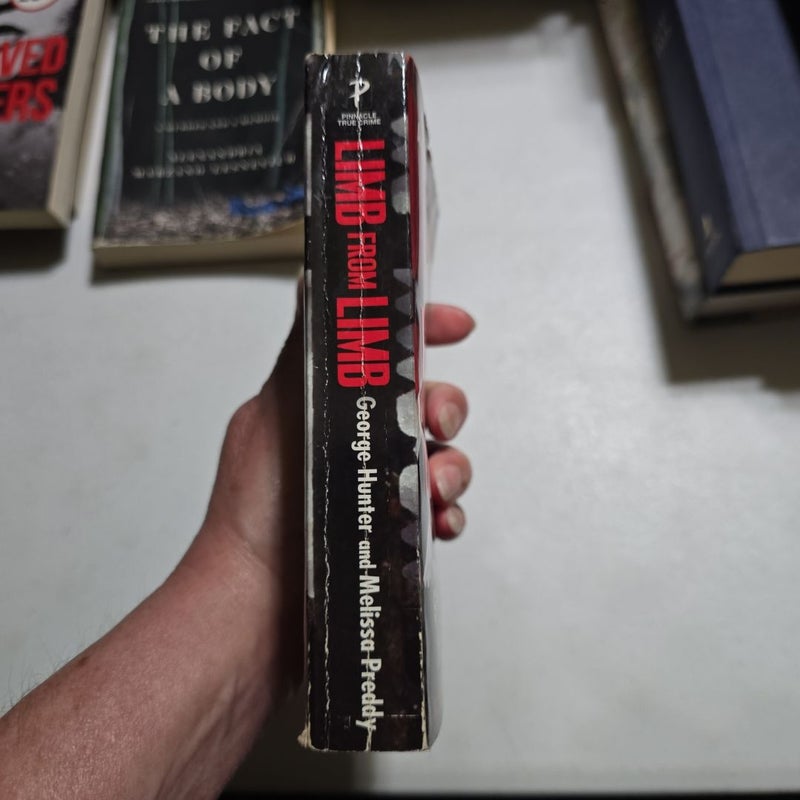 VED
ERS
THE FACT
OF
A BODY
PINNACLE
TRUE CRIME
LIMB FROM LIMB
George Hunter and Melissa Preddy